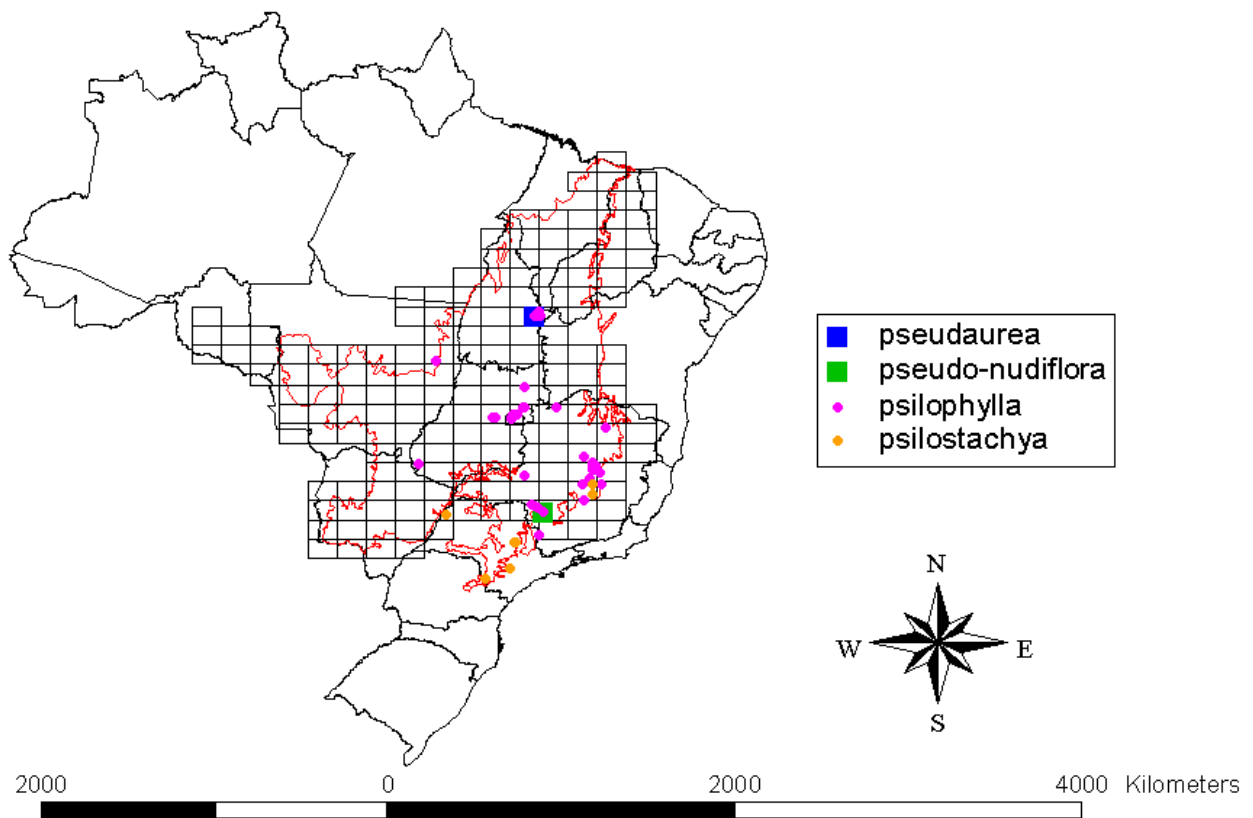 pseudaurea
pseudo-nudiflora
psilophylla
psilostachya
N
W E
S
2000 0 2000 4000 Kilometers